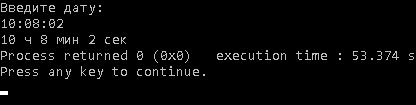 Введите дату:
10:08:02
10 ч 8 мин 2 сек
Process returned 0 (0x0)   execution time : 53.374 s
Press any key to continue.